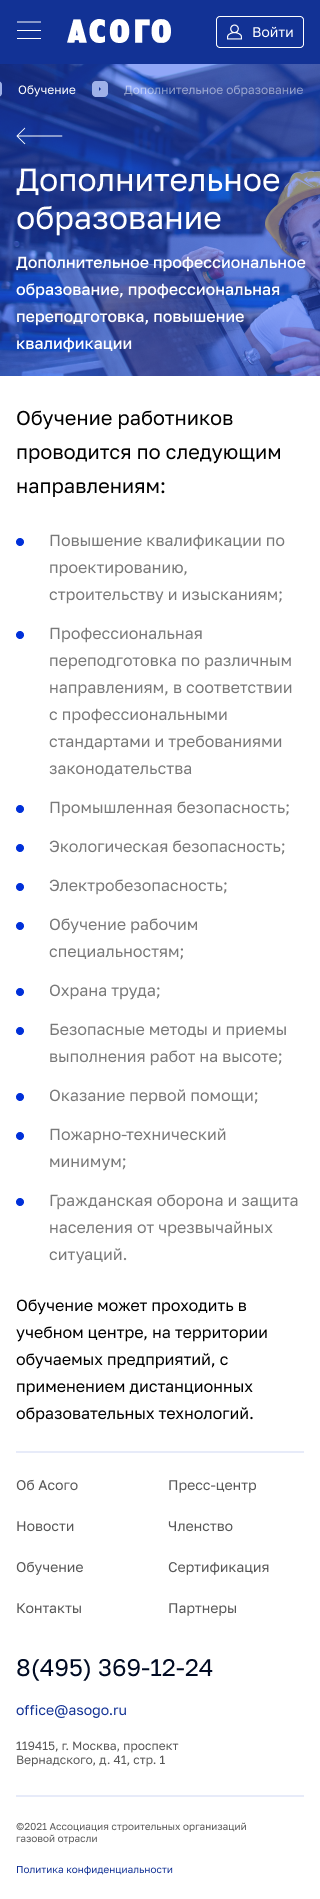 АСОГО
Войти
Обучение
Дополнительное образование
Дополнительное
образование
Дополнительное профессиональное
образование, профессиональная
переподготовка, повышение
квалификации
Обучение работников
проводится по следующим
направлениям:
Повышение квалификации по
проектированию,
строительству и изысканиям;
Профессиональная
переподготовка по различным
направлениям, в соответствии
с профессиональными
стандартами и требованиями
законодательства
Промышленная безопасность;
Экологическая безопасность;
Электробезопасность;
Обучение рабочим
специальностям;
Охрана труда;
Безопасные методы и приемы
выполнения работ на высоте;
Оказание первой помощи;
Пожарно-технический
минимум;
Гражданская оборона и защита
населения от чрезвычайных
ситуаций.
Обучение может проходить в
учебном центре, на территории
обучаемых предприятий, с
применением дистанционных
образовательных технологий.
Об Асого
Пресс-центр
Новости
Членство
Обучение
Сертификация
Контакты
Партнеры
8(495) 369-12-24
office@asogo.ru
119415, г. Москва, проспект
Вернадского, д. 41, стр. 1
©2021 Ассоциация строительных организаций
газовой отрасли
Политика конфиденциальности